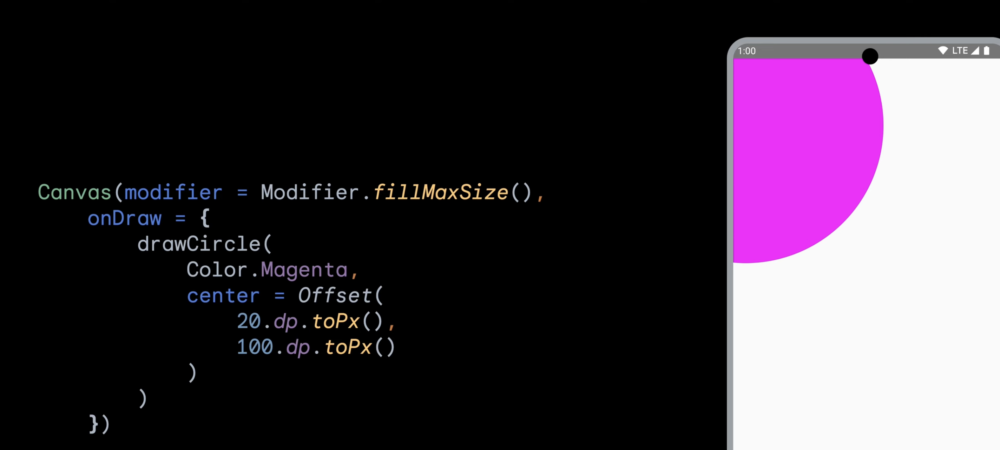 1:00 LTE
Canvas(modifier = Modifier.fillMaxSize(),
onDraw = {
drawCircle(
Color.Magenta,
center = Offset(
20.dp.toPx(),
100.dp.toPx()
)
)
})